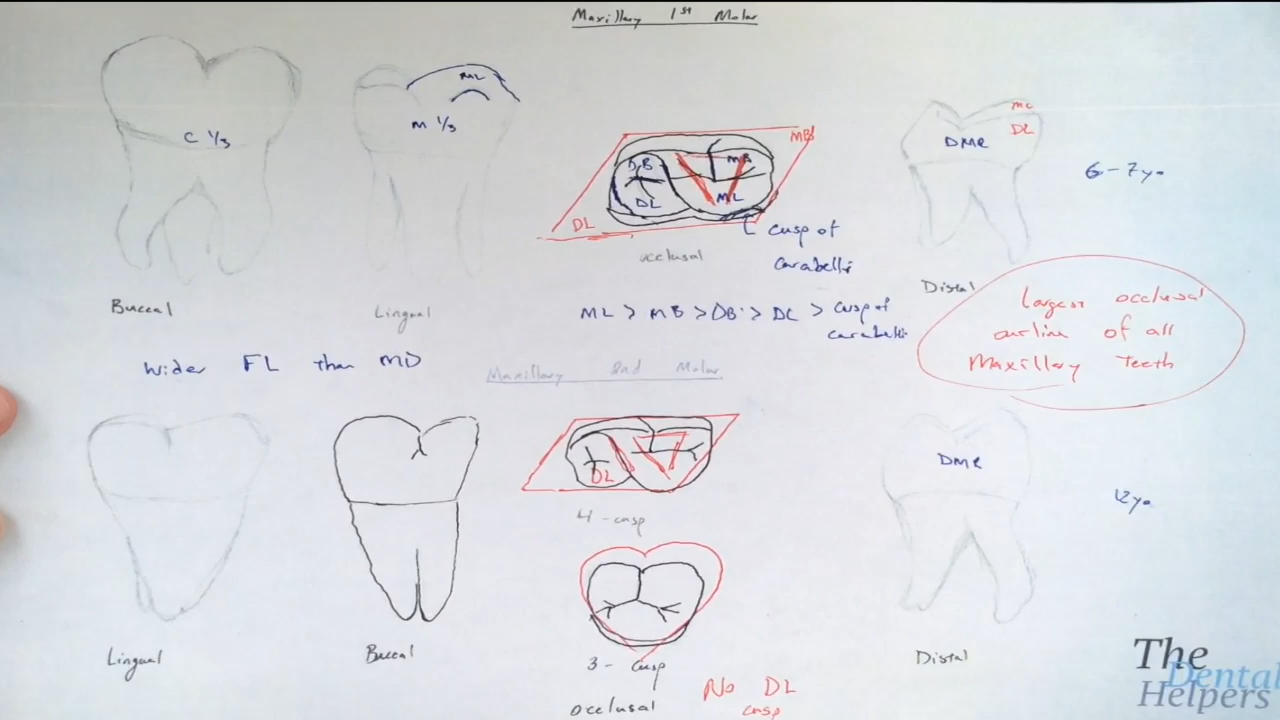 Maxillary 1st Molar
C 1/3
M 1/3
ML
DB
MB
DL
ML
MB
DL
cusp of
carabelli
occlusal
mc
DL
DMR
6-7yo
Buccal
Lingual
Distal
ML > MB > DB > DL > cusp of
carabelli
Largest occlusal
outline of all
Maxillary Teeth
Wider FL than MD
Maxillary 2nd Molar
DL
4-cusp
DMR
12yo
Lingual
Buccal
3-cusp
occlusal
No DL
cusp
Distal
The
Dental
Helpers